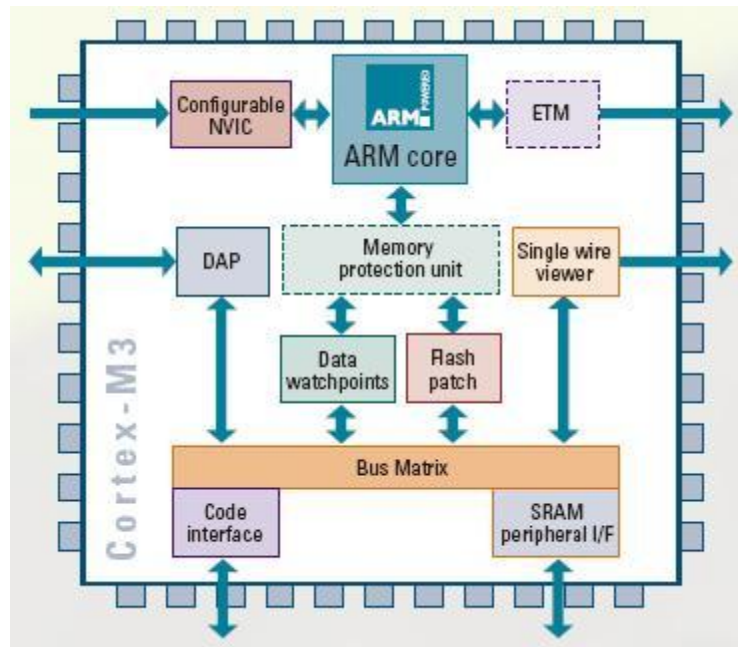 Configurable
NVIC
ARM
POWERED
ARM core
ETM
DAP
Memory
protection unit
Single wire
viewer
Data
watchpoints
Flash
patch
Cortex-M3
Bus Matrix
Code
interface
SRAM
peripheral I/F